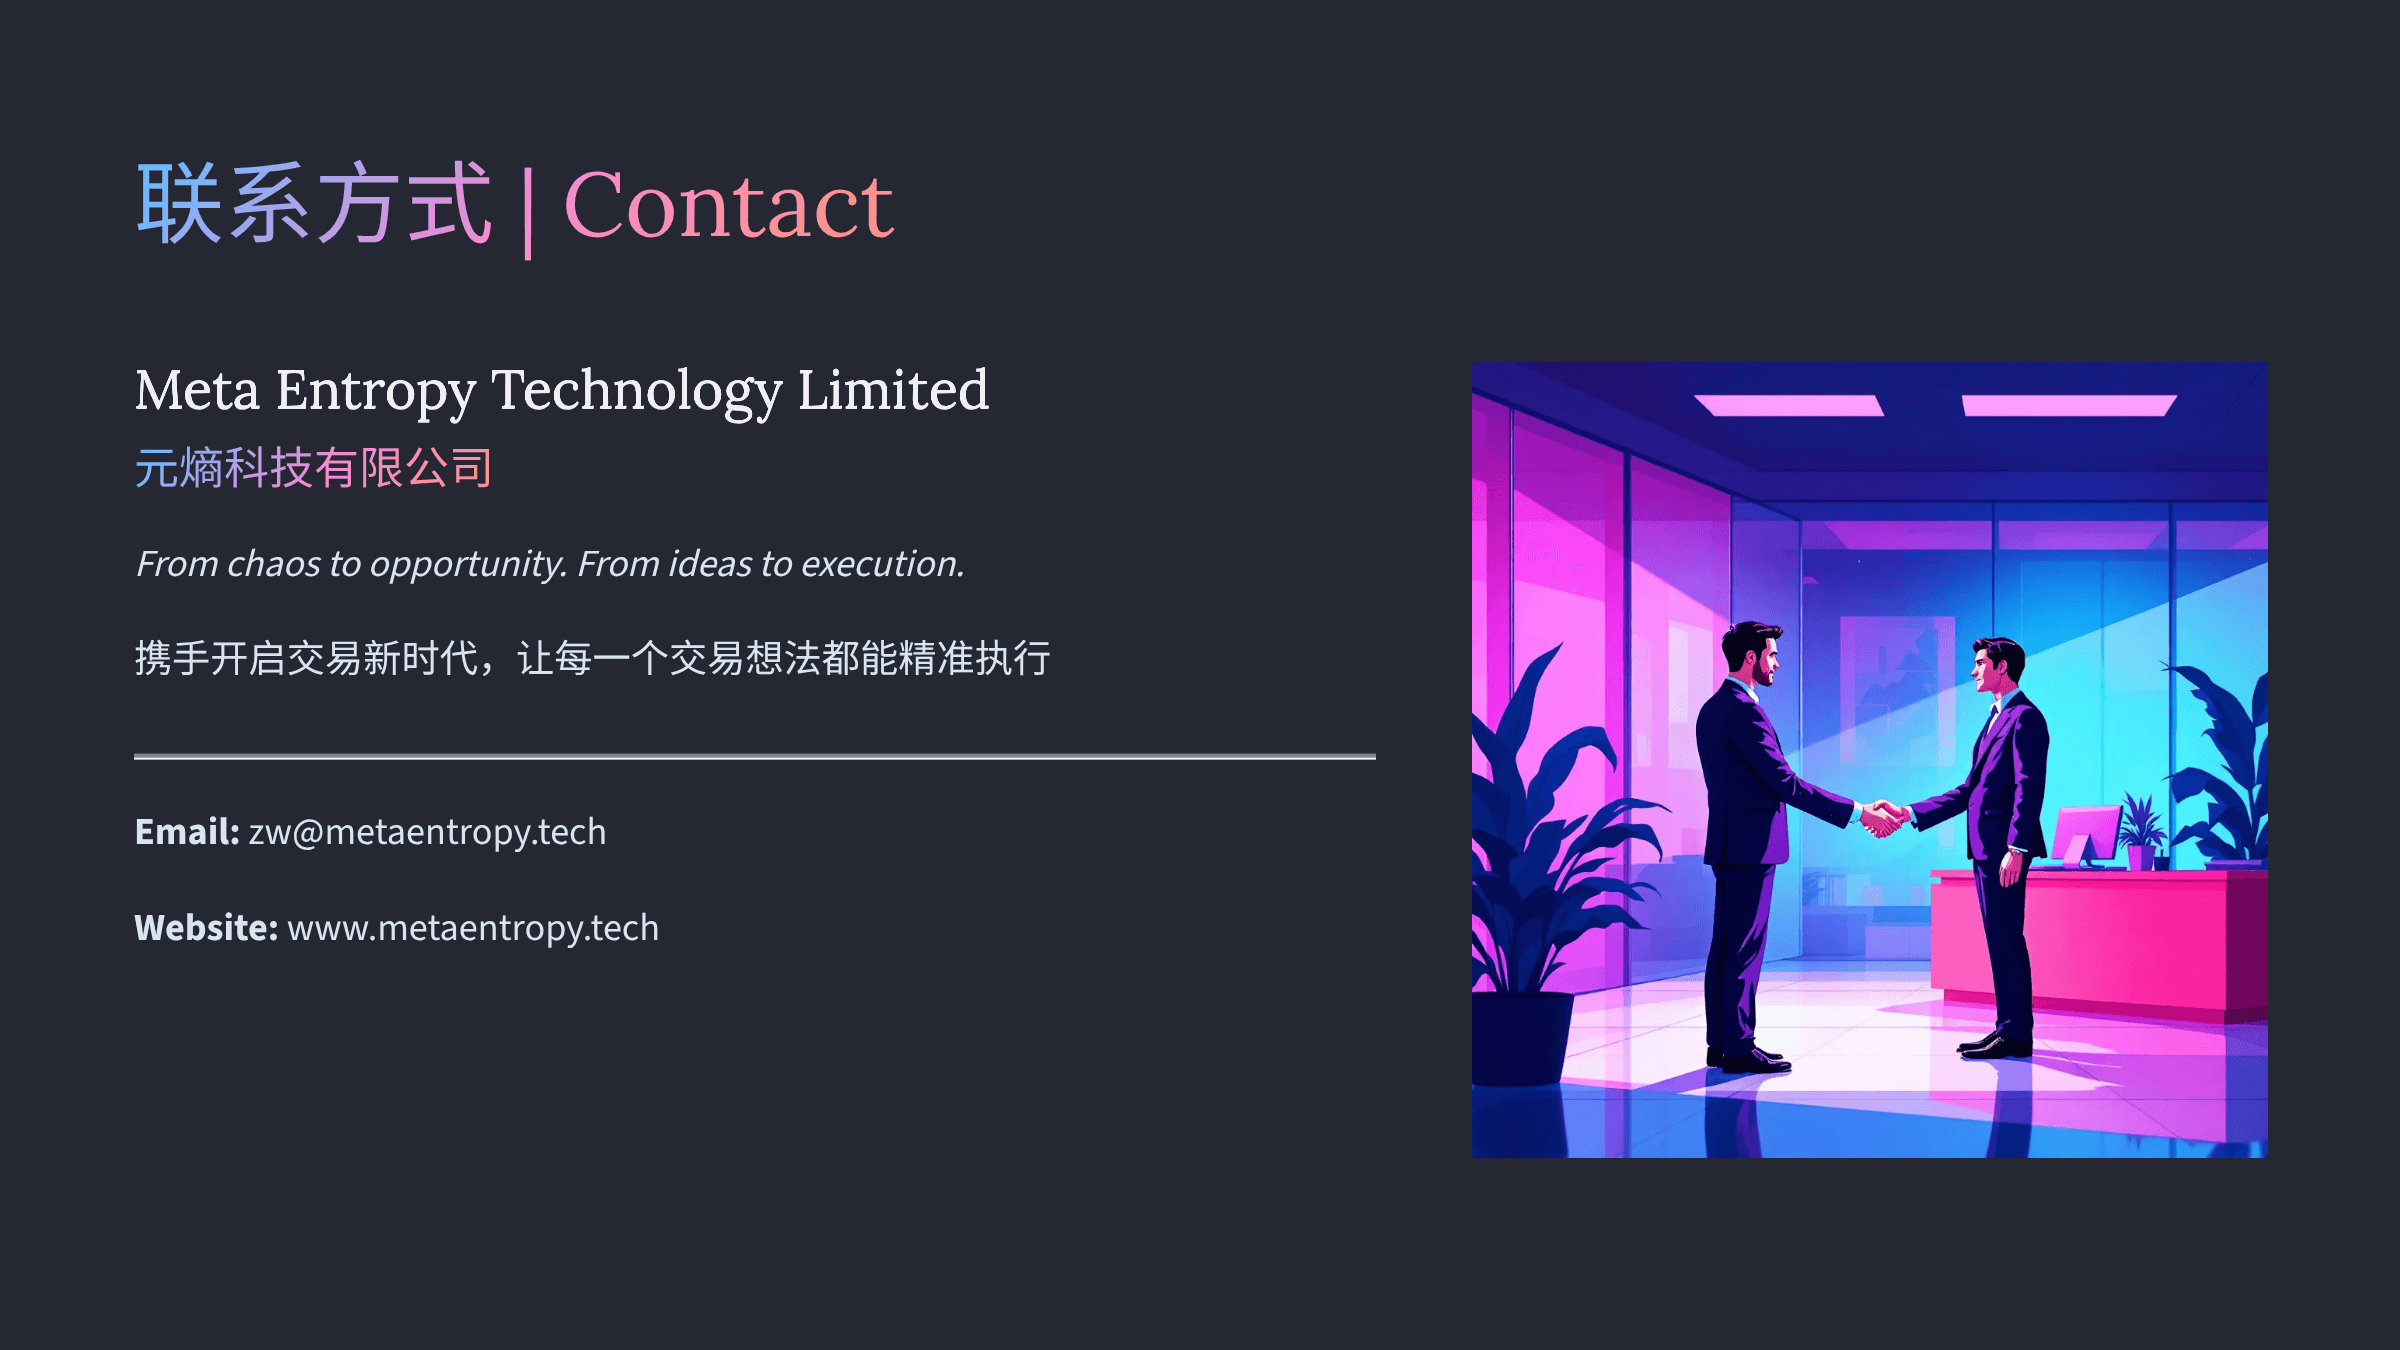 联系方式 | Contact
Meta Entropy Technology Limited
元熵科技有限公司
From chaos to opportunity. From ideas to execution.
携手开启交易新时代，让每一个交易想法都能精准执行
Email: zw@metaentropy.tech
Website: www.metaentropy.tech